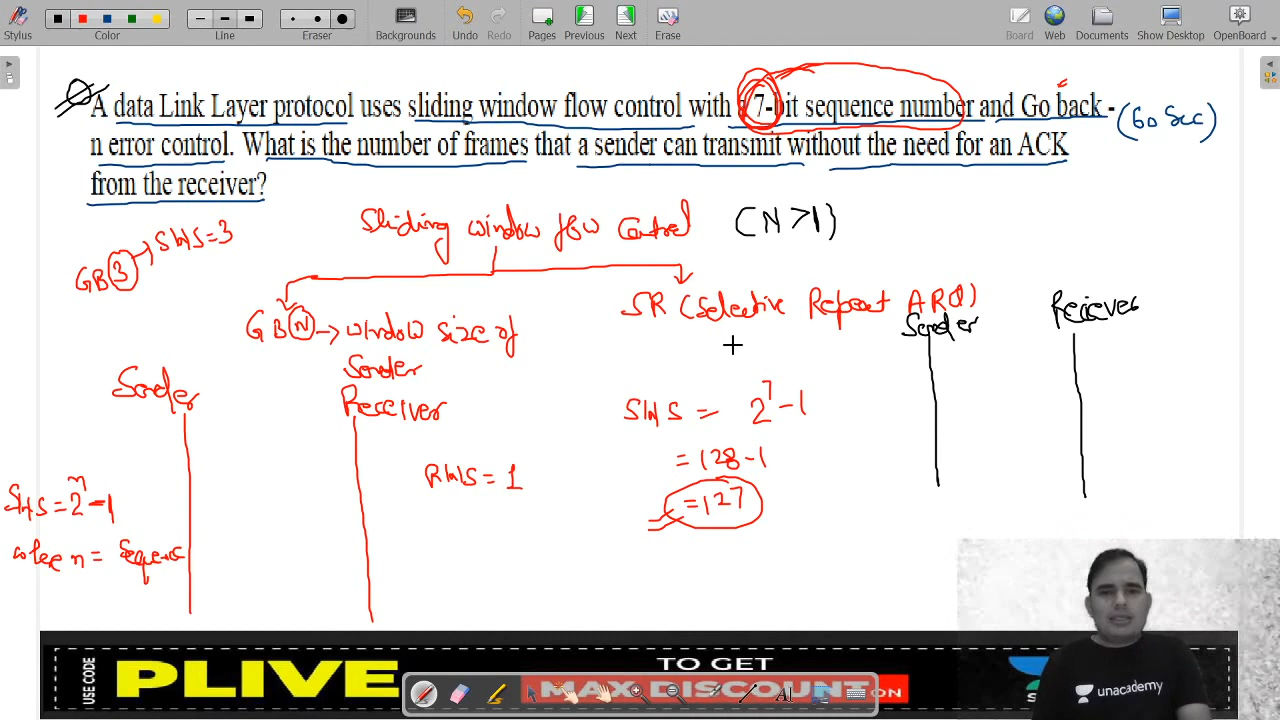 Stylus Color Line Eraser Backgrounds Undo Redo Pages Previous Next Erase Board Web Documents Show Desktop OpenBoard
A data Link Layer protocol uses sliding window flow control with a 7-bit sequence number and Go back -
n error control. What is the number of frames that a sender can transmit without the need for an ACK
from the receiver?
(60 Sec)
Sliding window flow Control (N >1)
GB3 → SWS=3
GBN → window size of
Sender
SR (Selective Repeat ARQ)
Sender Reciever
Sender Receiver
SWS = 2^7 - 1
= 128 - 1
= 127
RWS = 1
SWS = 2^n - 1
where n = Sequence
USE CODE
PLIVE
TO GET
MAX DISCOUNT
ON
unacademy